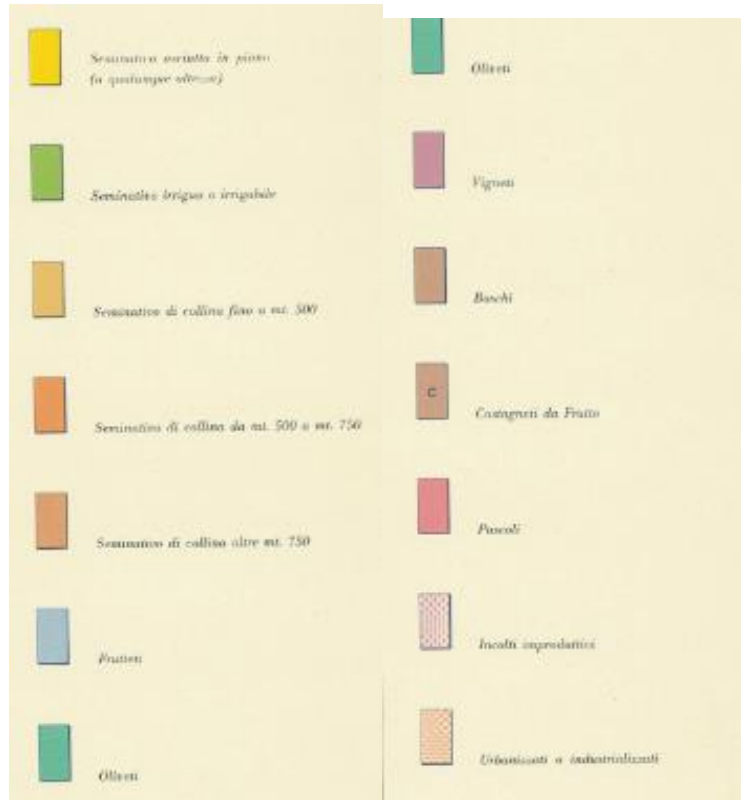 Seminativo asciutto in piano
(a qualunque altezza)
Seminativo irriguo o irrigabile
Seminativo di collina fino a mt. 500
Seminativo di collina da mt. 500 a mt. 750
Seminativo di collina oltre mt. 750
Frutteti
Oliveti
Oliveti
Vigneti
Boschi
C
Castagneti da Frutto
Pascoli
Incolti improduttivi
Urbanizzati o industrializzati